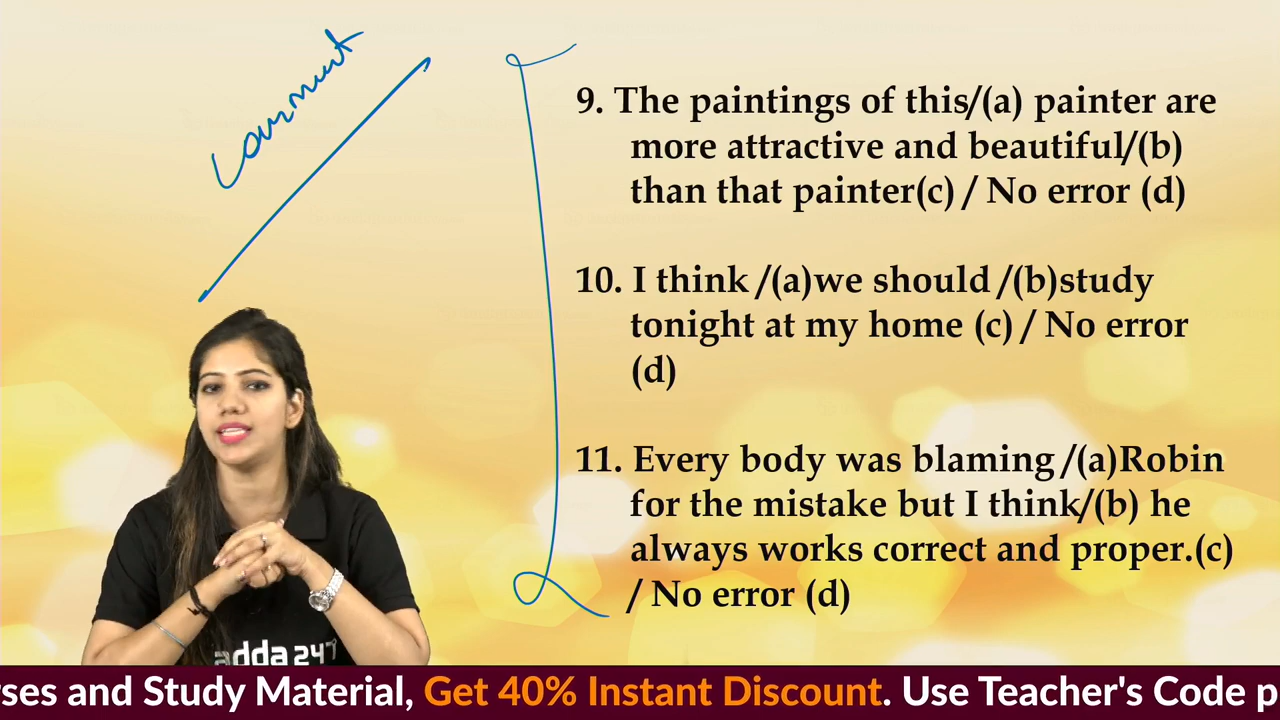 Comment
9. The paintings of this/(a) painter are
more attractive and beautiful/(b)
than that painter(c) / No error (d)
10. I think /(a)we should /(b)study
tonight at my home (c) / No error
(d)
11. Every body was blaming /(a)Robin
for the mistake but I think/(b) he
always works correct and proper.(c)
/ No error (d)
adda 247
rses and Study Material, Get 40% Instant Discount. Use Teacher's Code p